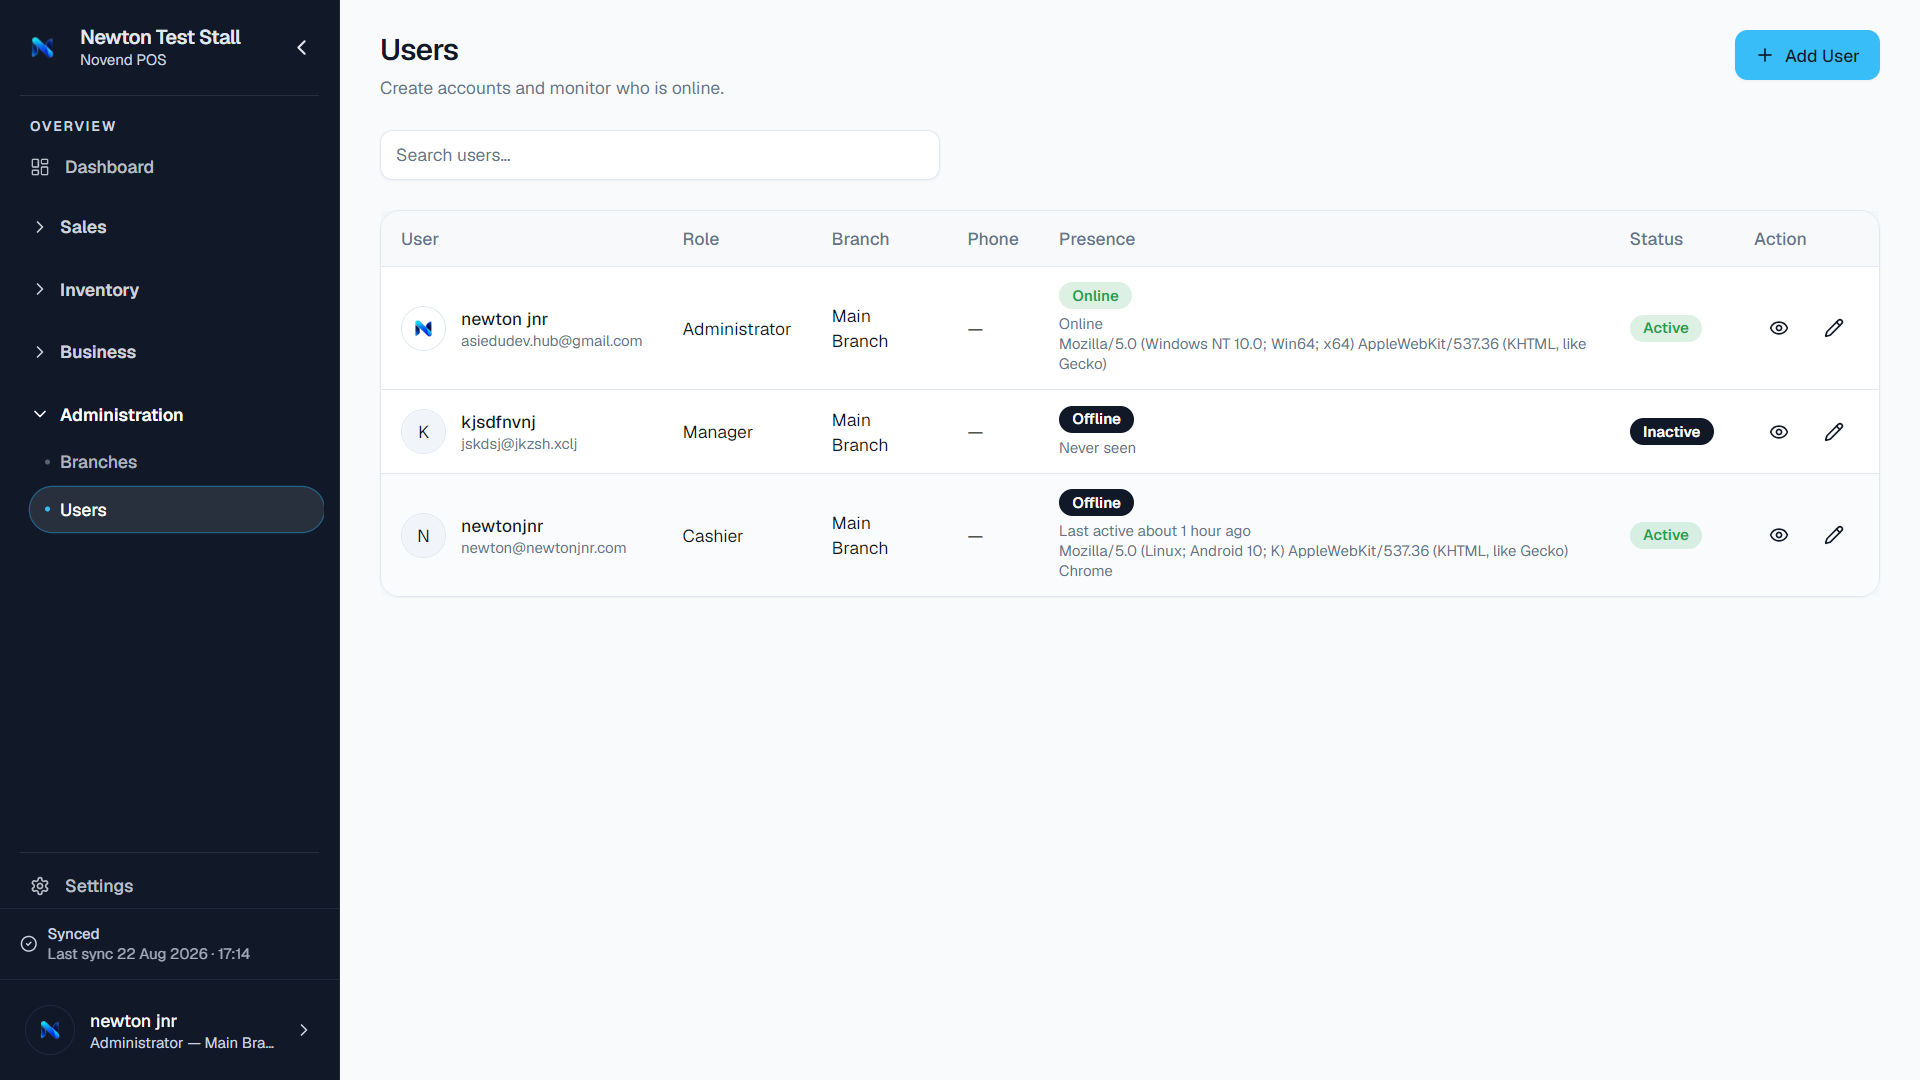 Newton Test Stall
Novend POS
OVERVIEW
Dashboard
Sales
Inventory
Business
Administration
Branches
Users
Settings
Synced
Last sync 22 Aug 2026 · 17:14
newton jnr
Administrator — Main Bra...
Users
Create accounts and monitor who is online.
Add User
Search users...
User Role Branch Phone Presence Status Action
newton jnr
asiedudev.hub@gmail.com
Administrator
Main
Branch
—
Online
Online
Mozilla/5.0 (Windows NT 10.0; Win64; x64) AppleWebKit/537.36 (KHTML, like
Gecko)
Active
K
kjsdfnvnj
jskdsj@jkzsh.xclj
Manager
Main
Branch
—
Offline
Never seen
Inactive
N
newtonjnr
newton@newtonjnr.com
Cashier
Main
Branch
—
Offline
Last active about 1 hour ago
Mozilla/5.0 (Linux; Android 10; K) AppleWebKit/537.36 (KHTML, like Gecko)
Chrome
Active